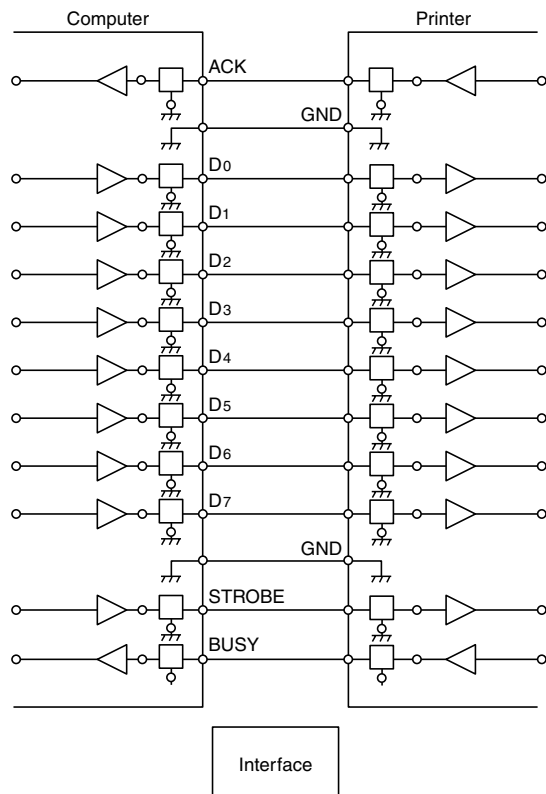 Computer
Printer
ACK
GND
D0
D1
D2
D3
D4
D5
D6
D7
GND
STROBE
BUSY
Interface